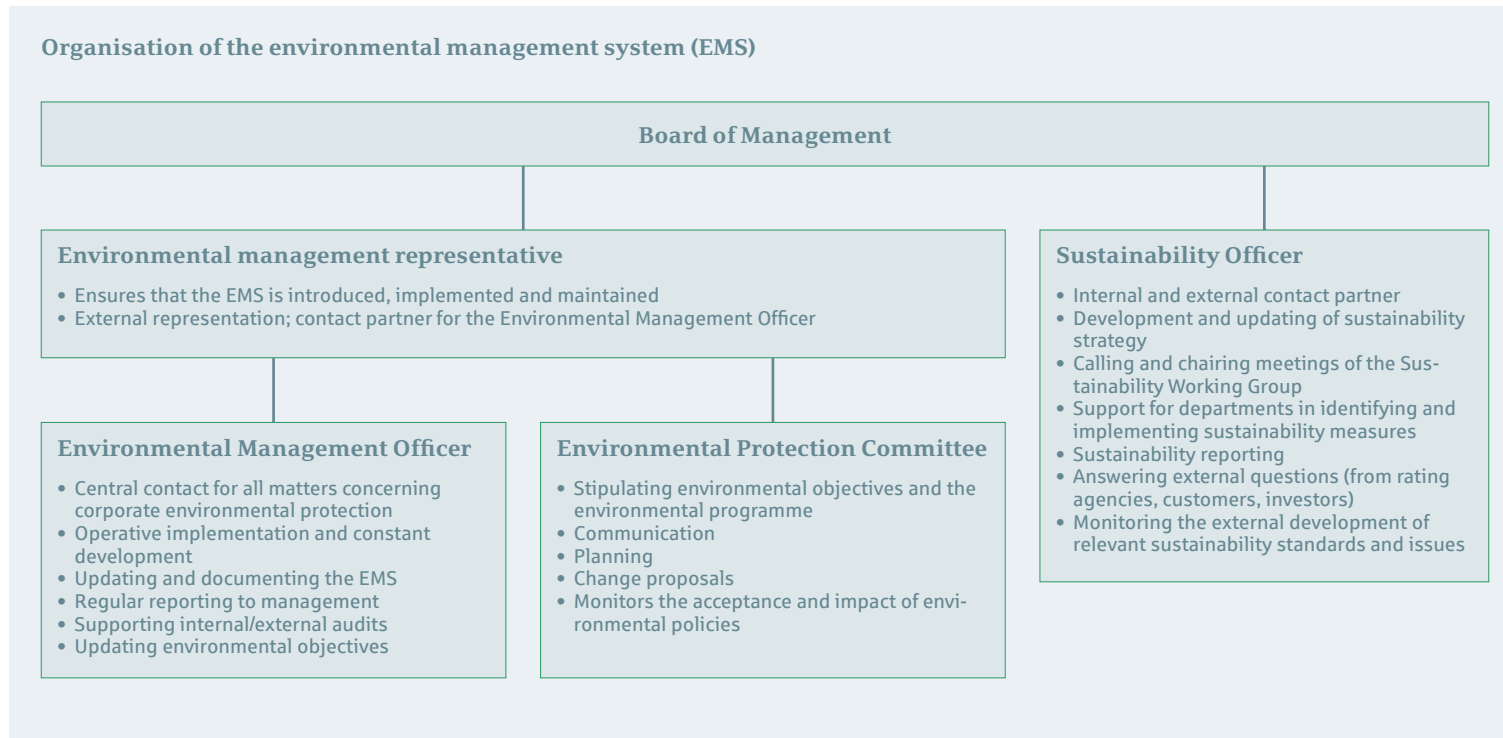 Organisation of the environmental management system (EMS)
Board of Management
Environmental management representative
• Ensures that the EMS is introduced, implemented and maintained
• External representation; contact partner for the Environmental Management Officer
Environmental Management Officer
• Central contact for all matters concerning
corporate environmental protection
• Operative implementation and constant
development
• Updating and documenting the EMS
• Regular reporting to management
• Supporting internal/external audits
• Updating environmental objectives
Environmental Protection Committee
• Stipulating environmental objectives and the
environmental programme
• Communication
• Planning
• Change proposals
• Monitors the acceptance and impact of envi-
ronmental policies
Sustainability Officer
• Internal and external contact partner
• Development and updating of sustainability
strategy
• Calling and chairing meetings of the Sus-
tainability Working Group
• Support for departments in identifying and
implementing sustainability measures
• Sustainability reporting
• Answering external questions (from rating
agencies, customers, investors)
• Monitoring the external development of
relevant sustainability standards and issues